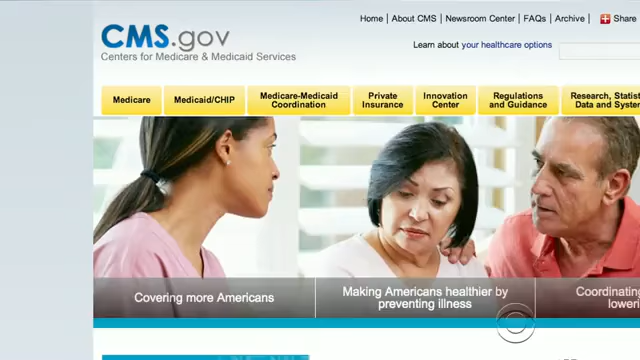 Home | About CMS | Newsroom Center | FAQs | Archive | Share
CMS.gov
Centers for Medicare & Medicaid Services
Learn about your healthcare options
Medicare
Medicaid/CHIP
Medicare-Medicaid
Coordination
Private
Insurance
Innovation
Center
Regulations
and Guidance
Research, Statist
Data and System
Covering more Americans
Making Americans healthier by
preventing illness
Coordinating
loweri